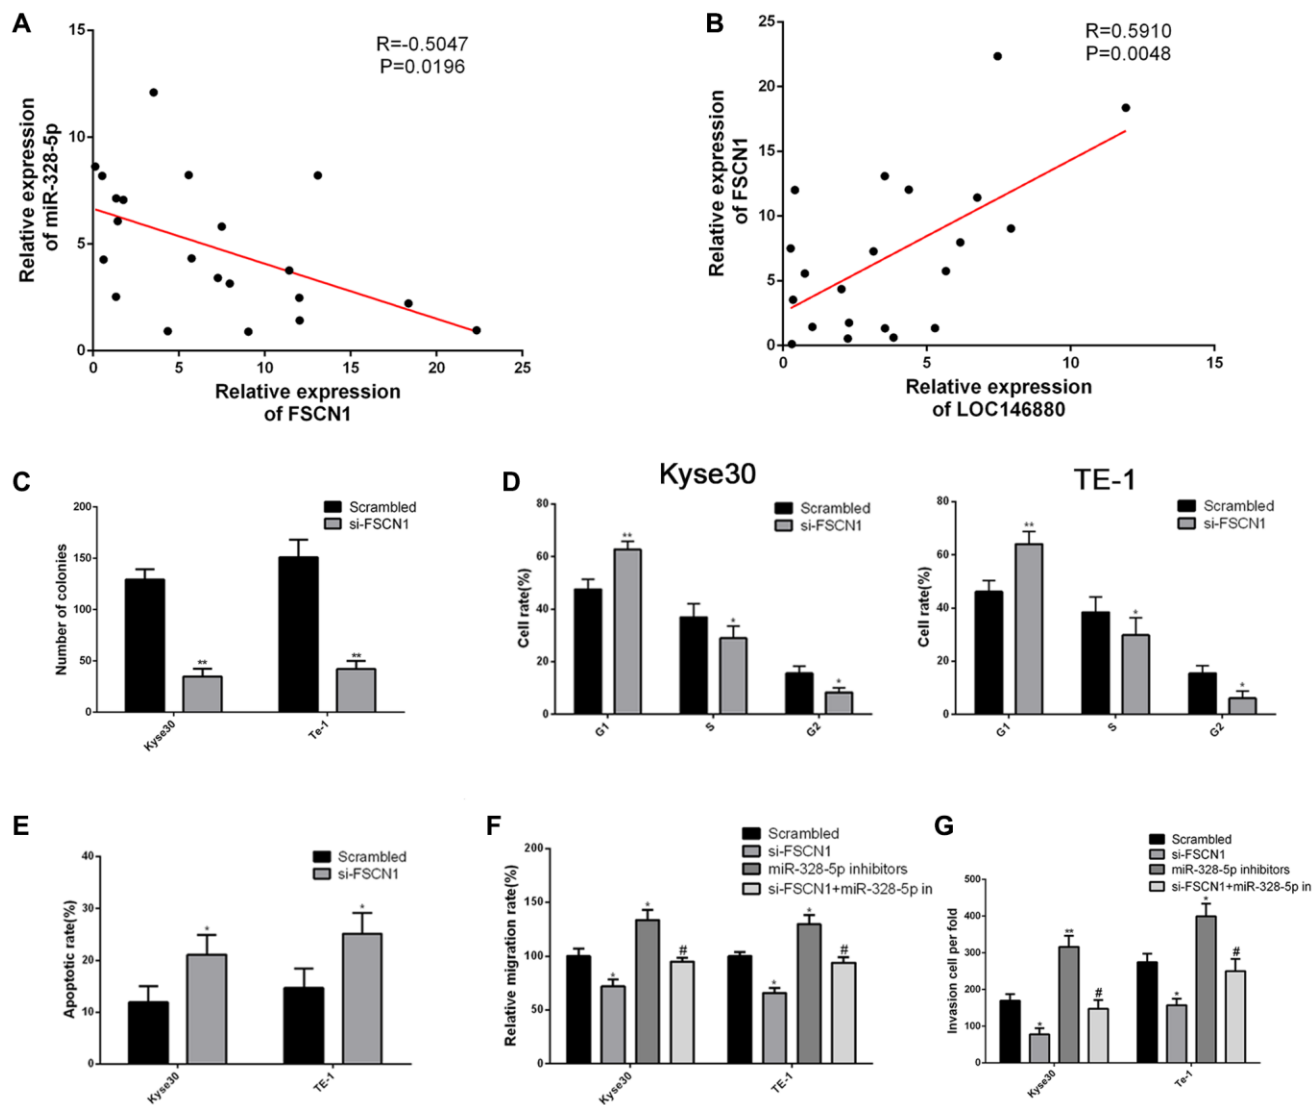 A
15
10
5
0
R=-0.5047
P=0.0196
Relative expression
of miR-328-5p
0 5 10 15 20 25
Relative expression
of FSCN1
B
25
20
15
10
5
0
R=0.5910
P=0.0048
Relative expression
of FSCN1
0 5 10 15
Relative expression
of LOC146880
C
Scrambled
si-FSCN1
200
150
100
50
0
Number of colonies
** **
Kyse30 Te-1
D
Kyse30
Scrambled
si-FSCN1
80
60
40
20
0
Cell rate(%)
** * *
G1 S G2
TE-1
Scrambled
si-FSCN1
80
60
40
20
0
Cell rate(%)
** * *
G1 S G2
E
Scrambled
si-FSCN1
40
30
20
10
0
Apoptotic rate(%)
* *
Kyse30 TE-1
F
Scrambled
si-FSCN1
miR-328-5p inhibitors
si-FSCN1+miR-328-5p in
200
150
100
50
0
Relative migration rate(%)
* * # * * #
Kyse30 TE-1
G
Scrambled
si-FSCN1
miR-328-5p inhibitors
si-FSCN1+miR-328-5p in
500
400
300
200
100
0
Invasion cell per fold
* ** # * * #
Kyse30 Te-1